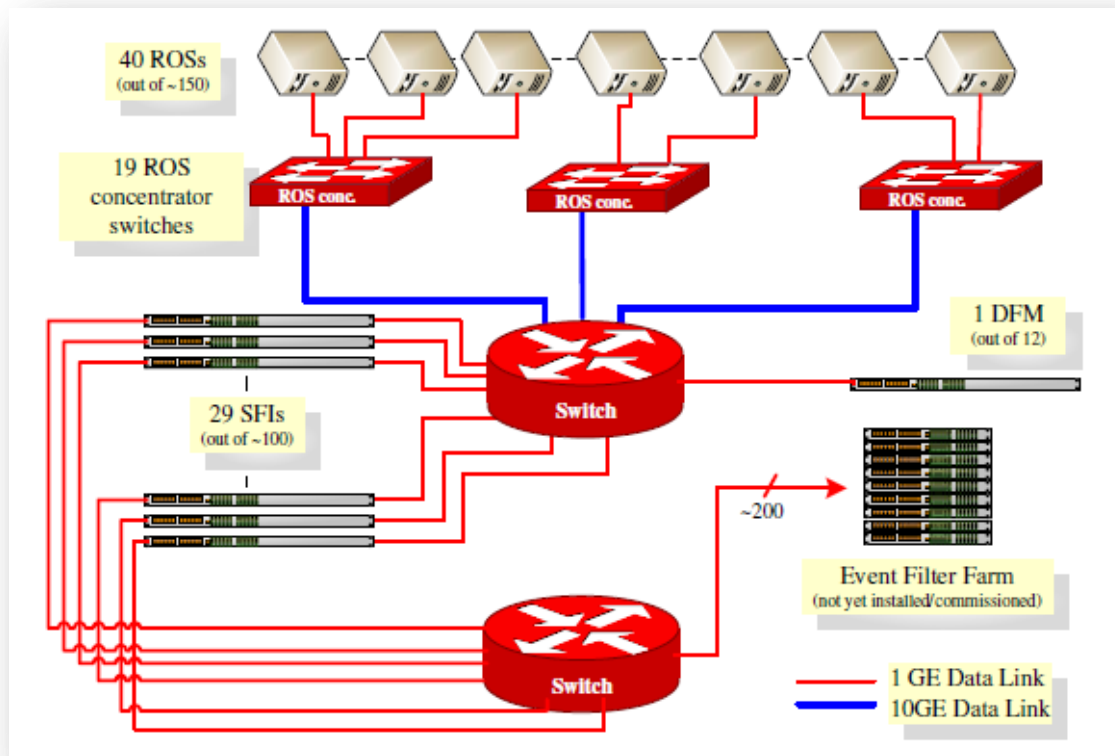 40 ROSs
(out of ~150)
19 ROS
concentrator
switches
ROS conc.
ROS conc.
ROS conc.
1 DFM
(out of 12)
Switch
29 SFIs
(out of ~100)
~200
Event Filter Farm
(not yet installed/commissioned)
Switch
1 GE Data Link
10GE Data Link